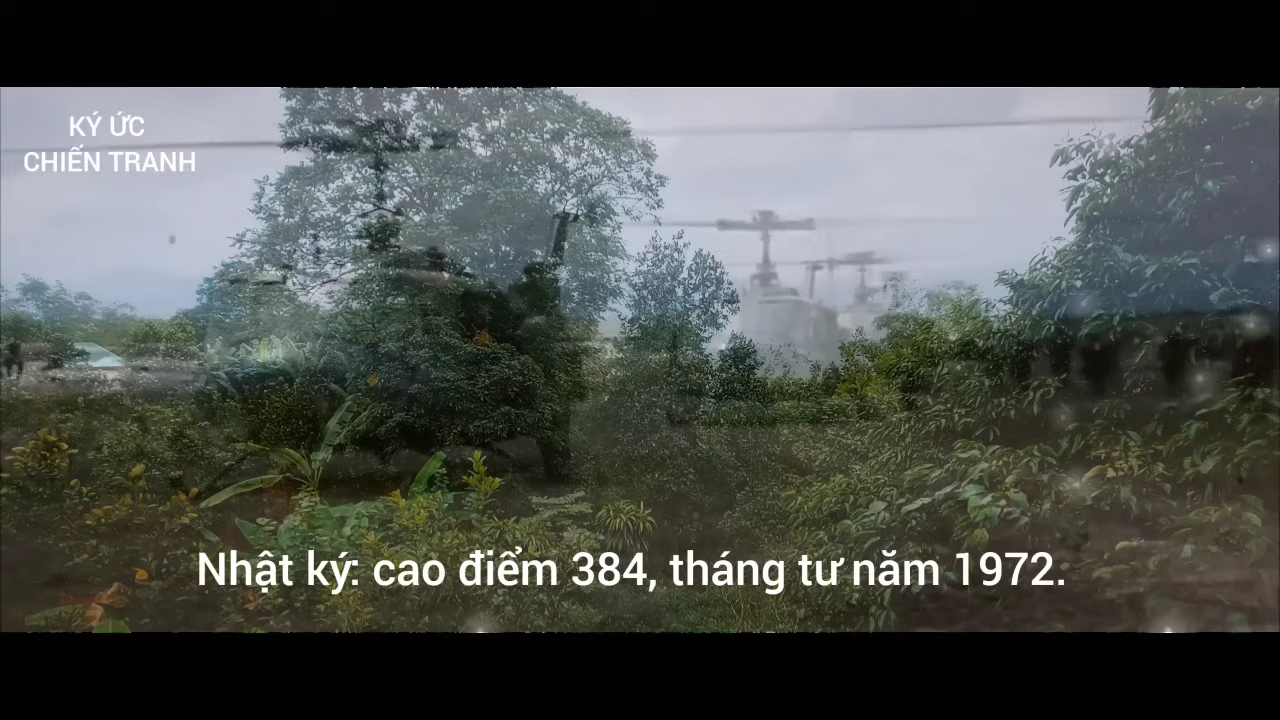 KÝ ỨC
CHIẾN TRANH
Nhật ký: cao điểm 384, tháng tư năm 1972.